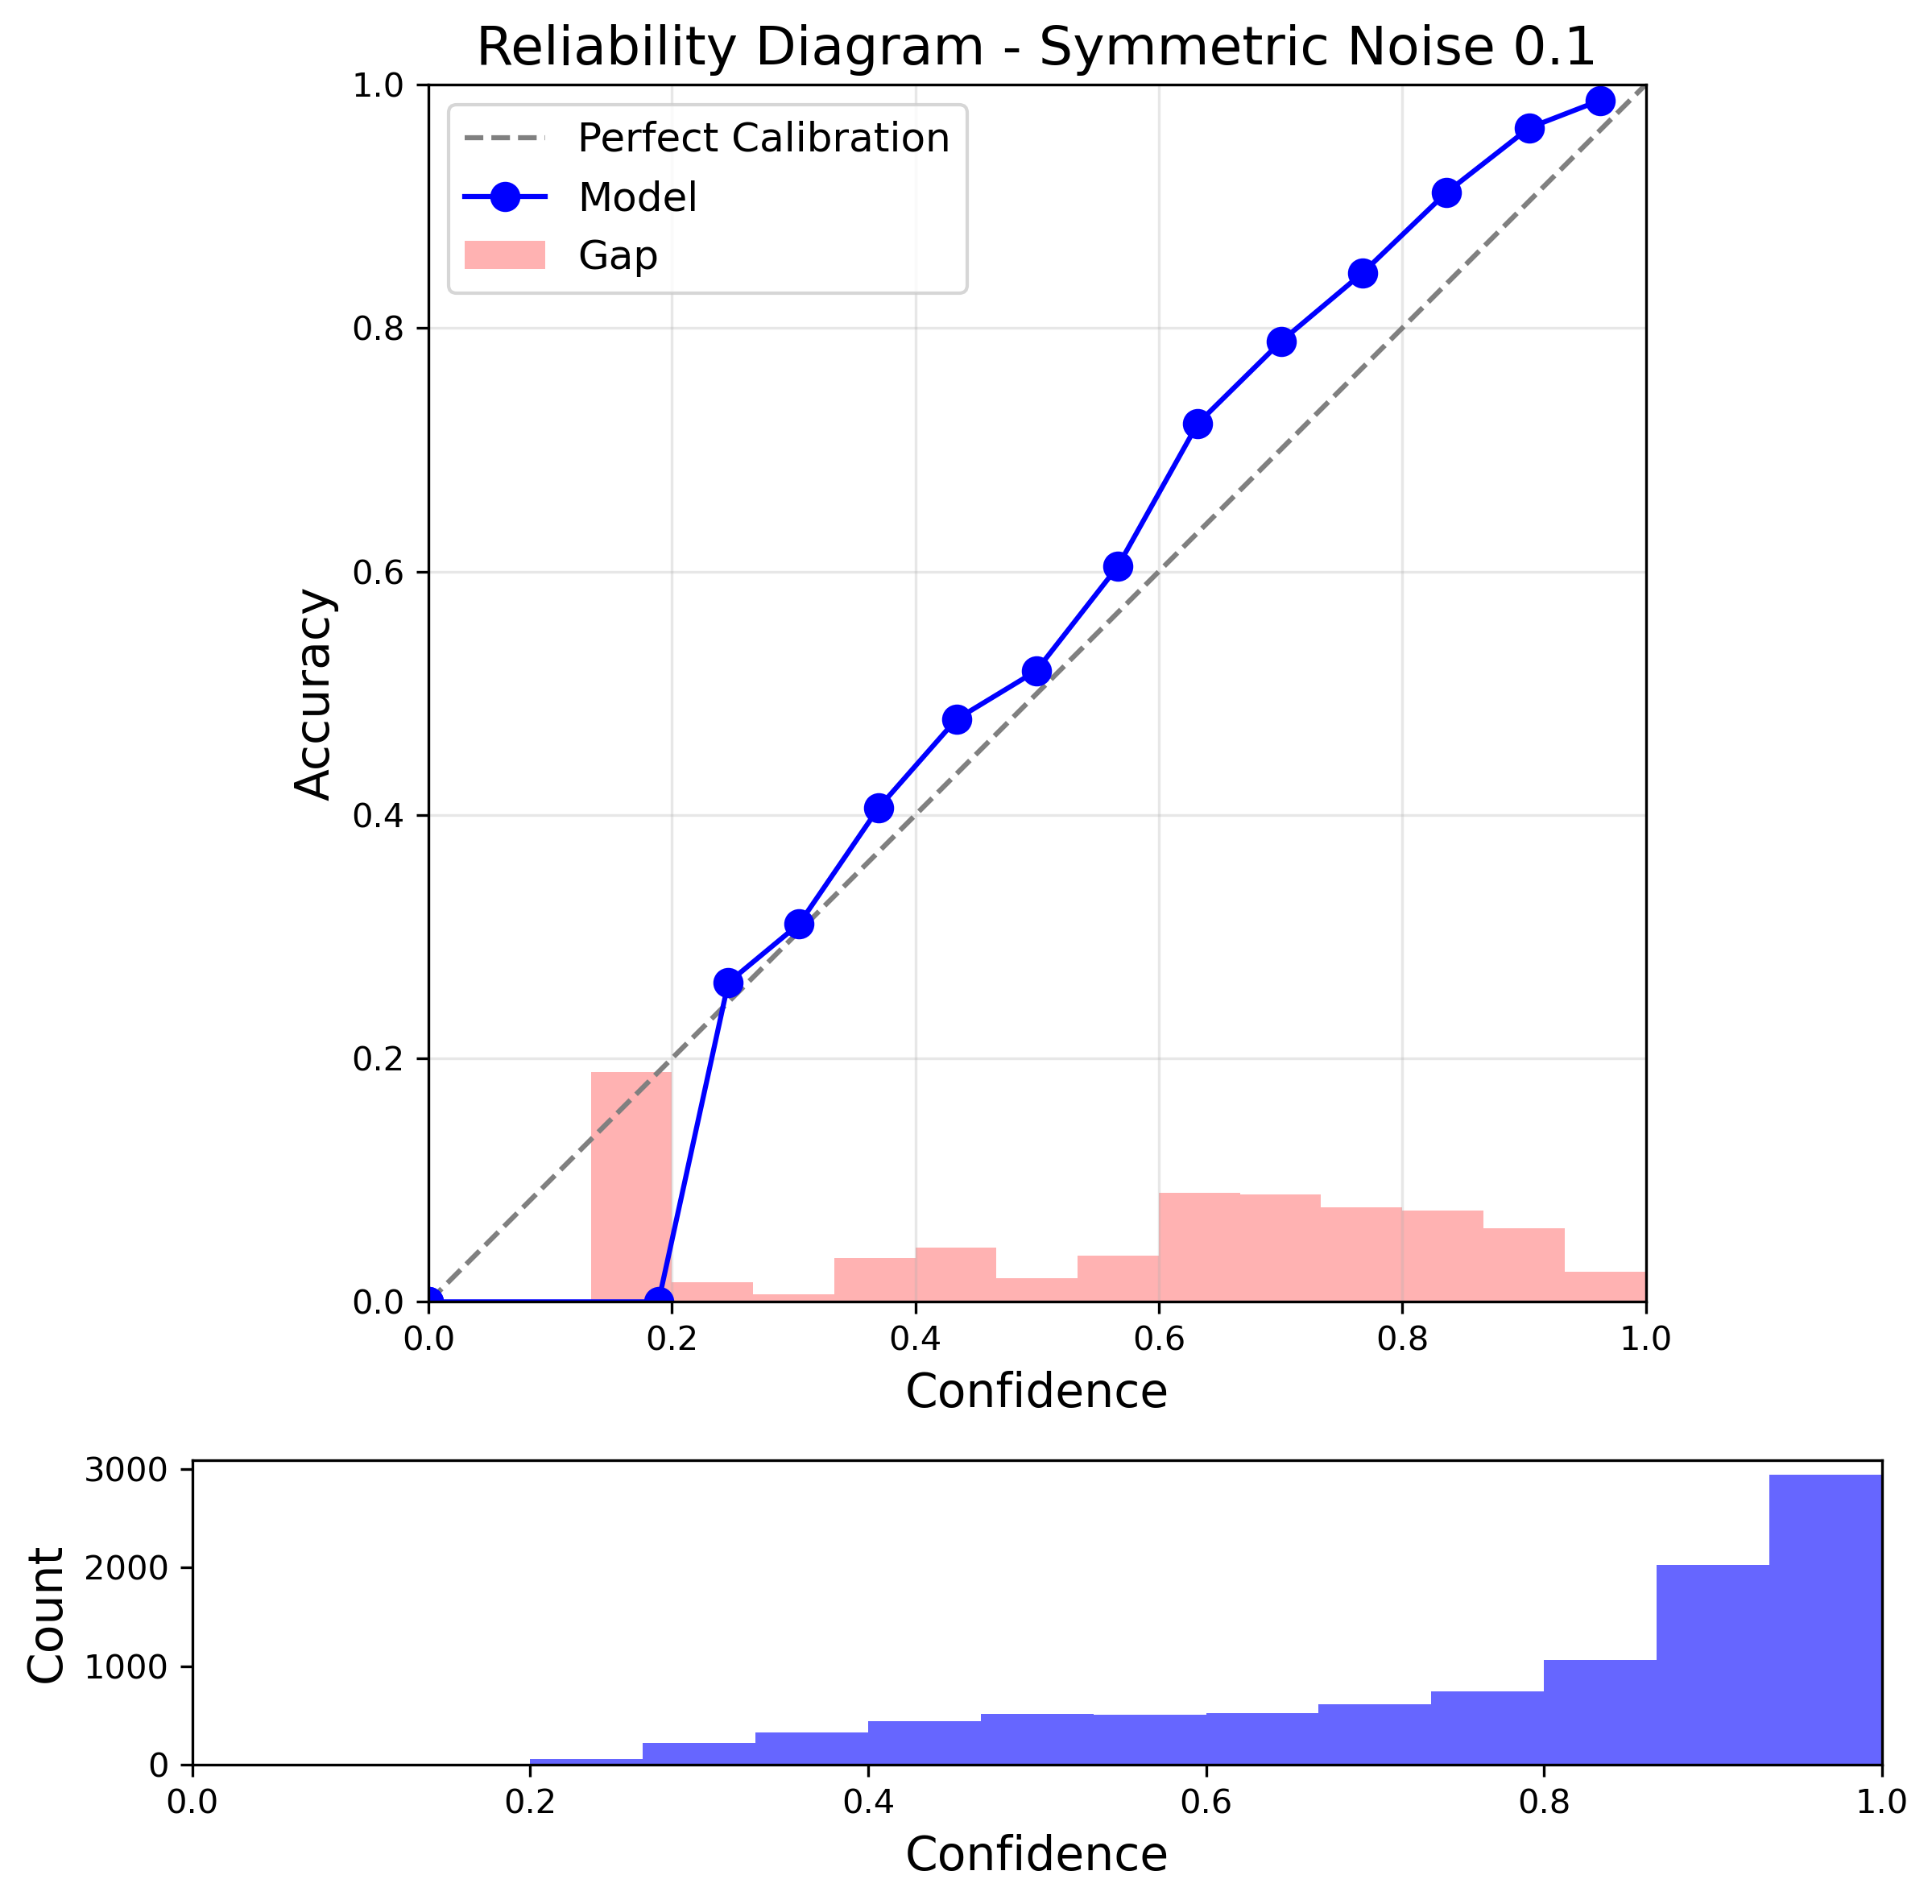 Reliability Diagram - Symmetric Noise 0.1
Perfect Calibration
Model
Gap
1.0
0.8
0.6
0.4
0.2
0.0
Accuracy
0.0 0.2 0.4 0.6 0.8 1.0
Confidence
3000
2000
1000
0
Count
0.0 0.2 0.4 0.6 0.8 1.0
Confidence